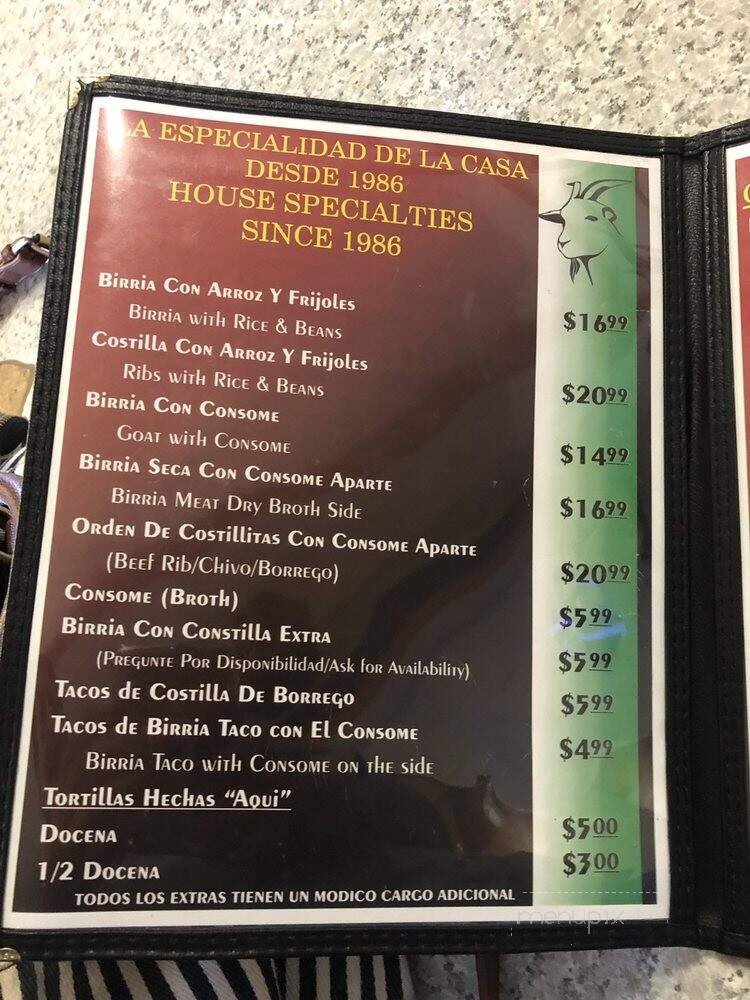 LA ESPECIALIDAD DE LA CASA
DESDE 1986
HOUSE SPECIALTIES
SINCE 1986
Birria Con Arroz Y Frijoles
Birria with Rice & Beans $16.99
Costilla Con Arroz Y Frijoles
Ribs with Rice & Beans $20.99
Birria Con Consome
Goat with Consome $14.99
Birria Seca Con Consome Aparte
Birria Meat Dry Broth Side $16.99
Orden De Costillitas Con Consome Aparte
(Beef Rib/Chivo/Borrego) $20.99
Consome (Broth) $5.99
Birria Con Constilla Extra
(Pregunte Por Disponibilidad/Ask for Availability) $5.99
Tacos de Costilla De Borrego $5.99
Tacos de Birria Taco con El Consome $4.99
Birria Taco with Consome on the side
Tortillas Hechas "Aqui"
Docena $5.00
1/2 Docena $3.00
TODOS LOS EXTRAS TIENEN UN MODICO CARGO ADICIONAL
menupix